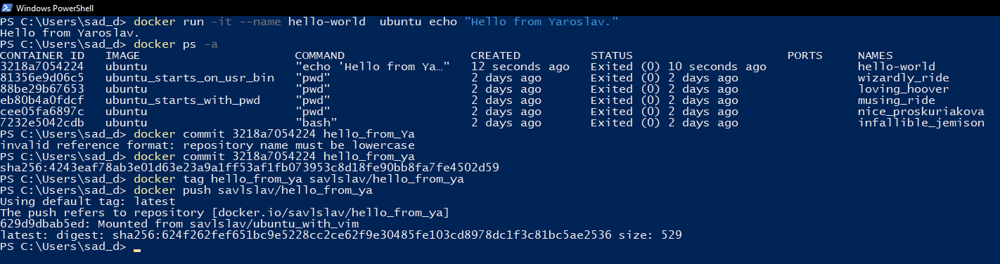 Windows PowerShell
PS C:\Users\sad_d> docker run -it --name hello-world  ubuntu echo "Hello from Yaroslav."
Hello from Yaroslav.
PS C:\Users\sad_d> docker ps -a
CONTAINER ID   IMAGE                      COMMAND                  CREATED          STATUS                      PORTS     NAMES
3218a7054224   ubuntu                     "echo 'Hello from Ya…"   12 seconds ago   Exited (0) 10 seconds ago             hello-world
81356e9d06c5   ubuntu_starts_on_usr_bin   "pwd"                    2 days ago       Exited (0) 2 days ago                 wizardly_ride
88be29b67653   ubuntu                     "pwd"                    2 days ago       Exited (0) 2 days ago                 loving_hoover
eb80b4a0fdcf   ubuntu_starts_with_pwd     "pwd"                    2 days ago       Exited (0) 2 days ago                 musing_ride
cee05fa6897c   ubuntu                     "pwd"                    2 days ago       Exited (0) 2 days ago                 nice_proskuriakova
7232e5042cdb   ubuntu                     "bash"                   2 days ago       Exited (0) 2 days ago                 infallible_jemison
PS C:\Users\sad_d> docker commit 3218a7054224 hello_from_Ya
invalid reference format: repository name must be lowercase
PS C:\Users\sad_d> docker commit 3218a7054224 hello_from_ya
sha256:4243eaf78ab3e01d63e23a9a1ff53af1fb073953c8d18fe90bb8fa7fe4502d59
PS C:\Users\sad_d> docker tag hello_from_ya savlslav/hello_from_ya
PS C:\Users\sad_d> docker push savlslav/hello_from_ya
Using default tag: latest
The push refers to repository [docker.io/savlslav/hello_from_ya]
629d9dbab5ed: Mounted from savlslav/ubuntu_with_vim
latest: digest: sha256:624f262fef651bc9e5228cc2ce62f9e30485fe103cd8978dc1f3c81bc5ae2536 size: 529
PS C:\Users\sad_d>